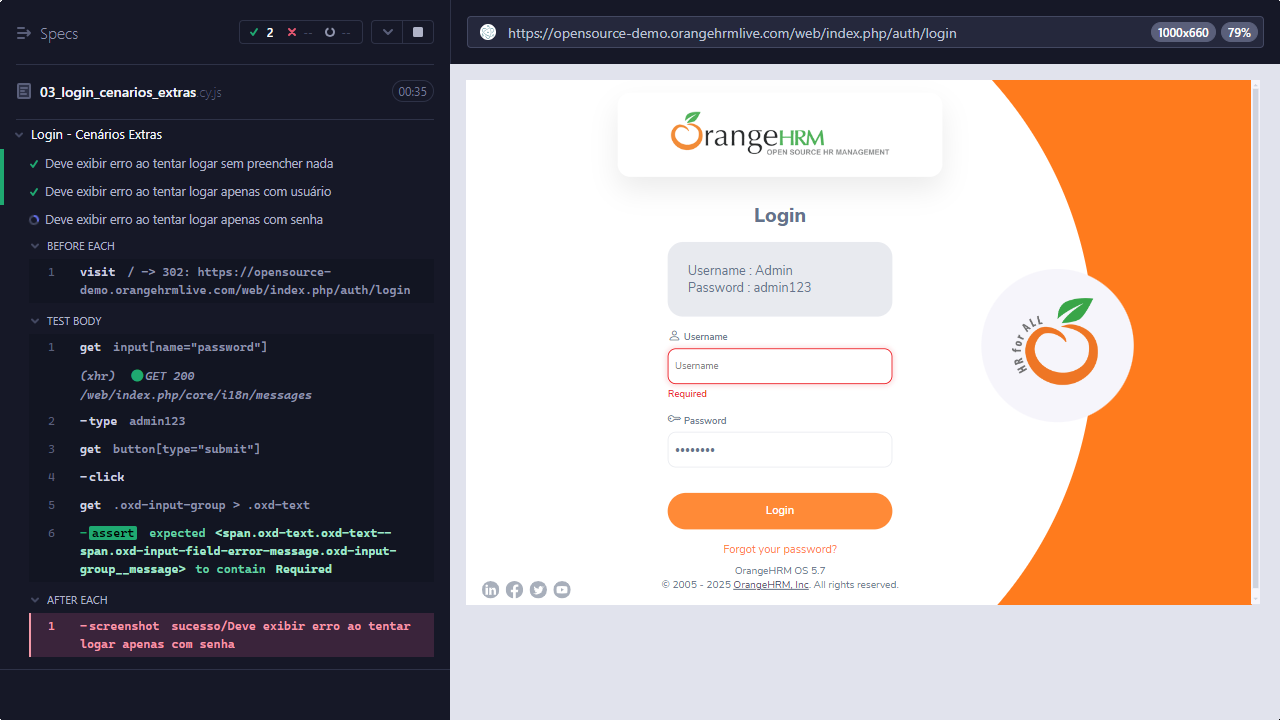 Specs
2 -- --
https://opensource-demo.orangehrmlive.com/web/index.php/auth/login
1000x660 79%
03_login_cenarios_extras.cy.js 00:35
Login - Cenários Extras
Deve exibir erro ao tentar logar sem preencher nada
Deve exibir erro ao tentar logar apenas com usuário
Deve exibir erro ao tentar logar apenas com senha
BEFORE EACH
1 visit / -> 302: https://opensource-
demo.orangehrmlive.com/web/index.php/auth/login
TEST BODY
1 get input[name="password"]
(xhr) GET 200
/web/index.php/core/i18n/messages
2 -type admin123
3 get button[type="submit"]
4 -click
5 get .oxd-input-group > .oxd-text
6 -assert expected <span.oxd-text.oxd-text--
span.oxd-input-field-error-message.oxd-input-
group__message> to contain Required
AFTER EACH
1 -screenshot sucesso/Deve exibir erro ao tentar
logar apenas com senha
OrangeHRM
OPEN SOURCE HR MANAGEMENT
Login
Username : Admin
Password : admin123
Username
Username
Required
Password
••••••••
Login
Forgot your password?
OrangeHRM OS 5.7
© 2005 - 2025 OrangeHRM, Inc. All rights reserved.
HR for ALL